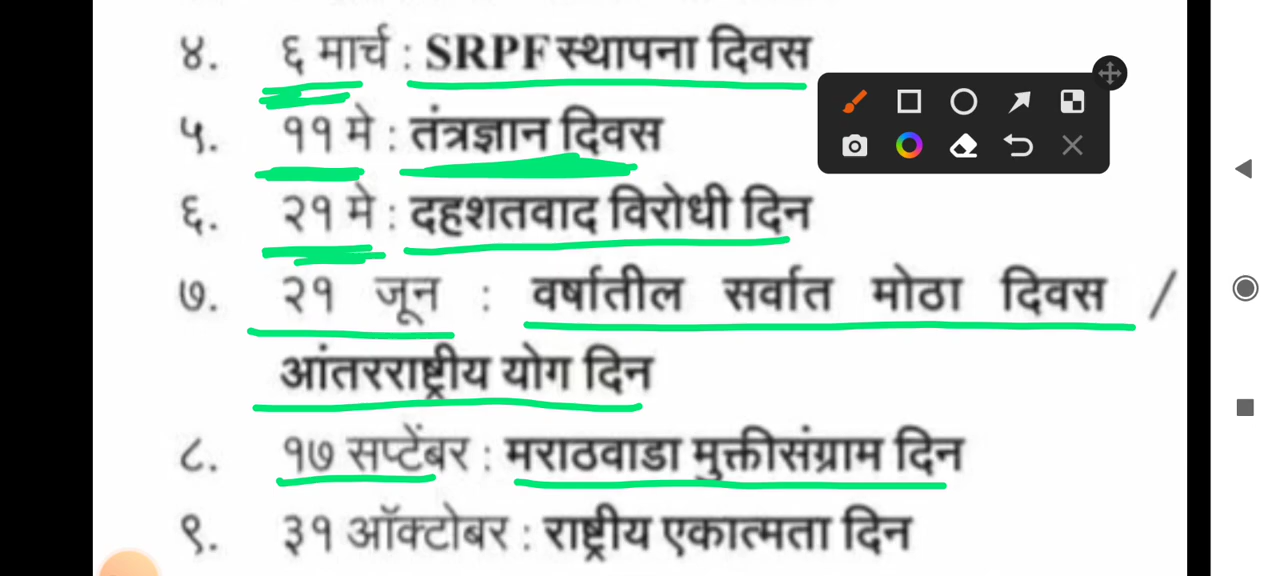 ४. ६ मार्च : SRPF स्थापना दिवस
५. ११ मे : तंत्रज्ञान दिवस
६. २१ मे : दहशतवाद विरोधी दिन
७. २१ जून : वर्षातील सर्वात मोठा दिवस /
आंतरराष्ट्रीय योग दिन
८. १७ सप्टेंबर : मराठवाडा मुक्तीसंग्राम दिन
९. ३१ ऑक्टोबर : राष्ट्रीय एकात्मता दिन